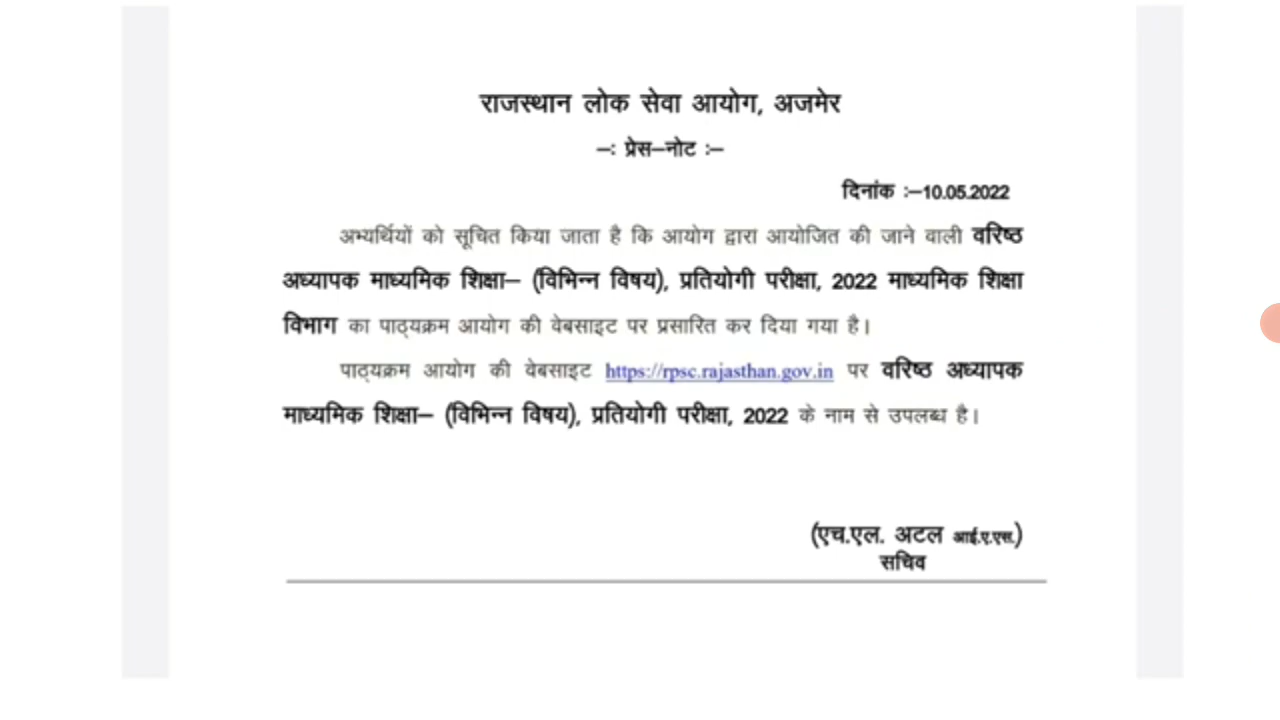 राजस्थान लोक सेवा आयोग, अजमेर
–: प्रेस–नोट :–
दिनांक :–10.05.2022
अभ्यर्थियों को सूचित किया जाता है कि आयोग द्वारा आयोजित की जाने वाली वरिष्ठ
अध्यापक माध्यमिक शिक्षा– (विभिन्न विषय), प्रतियोगी परीक्षा, 2022 माध्यमिक शिक्षा
विभाग का पाठ्यक्रम आयोग की वेबसाइट पर प्रसारित कर दिया गया है।
पाठ्यक्रम आयोग की वेबसाइट https://rpsc.rajasthan.gov.in पर वरिष्ठ अध्यापक
माध्यमिक शिक्षा– (विभिन्न विषय), प्रतियोगी परीक्षा, 2022 के नाम से उपलब्ध है।
(एच.एल. अटल आई.ए.एस.)
सचिव